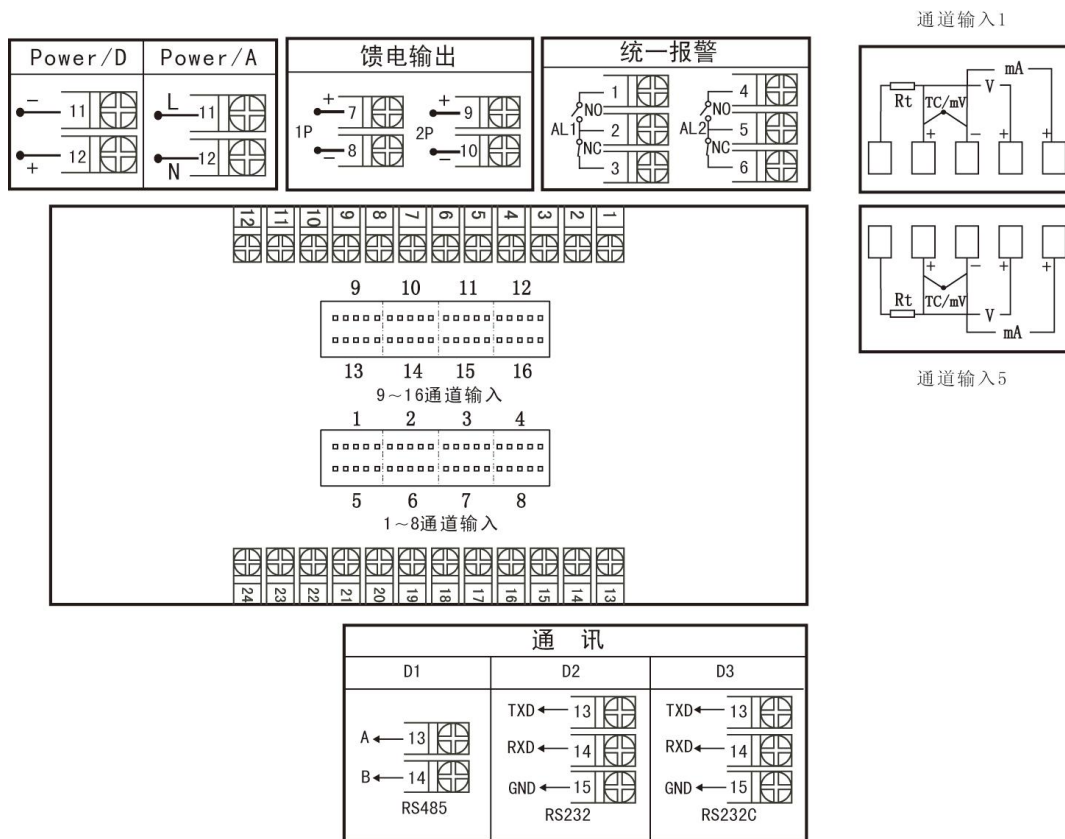 Power/D
Power/A
- 11
+ 12
L 11
N 12
馈电输出
1P
+ 7
- 8
2P
+ 9
- 10
统一报警
AL1
1
NO
2
NC
3
AL2
4
NO
5
NC
6
通道输入1
mA
V
Rt
TC/mV
+ - + +
+ - + +
Rt
TC/mV
V
mA
通道输入5
12 11 10 9 8 7 6 5 4 3 2 1
9 10 11 12
13 14 15 16
9~16通道输入
1 2 3 4
5 6 7 8
1~8通道输入
24 23 22 21 20 19 18 17 16 15 14 13
通 讯
D1
D2
D3
A 13
B 14
RS485
TXD 13
RXD 14
GND 15
RS232
TXD 13
RXD 14
GND 15
RS232C